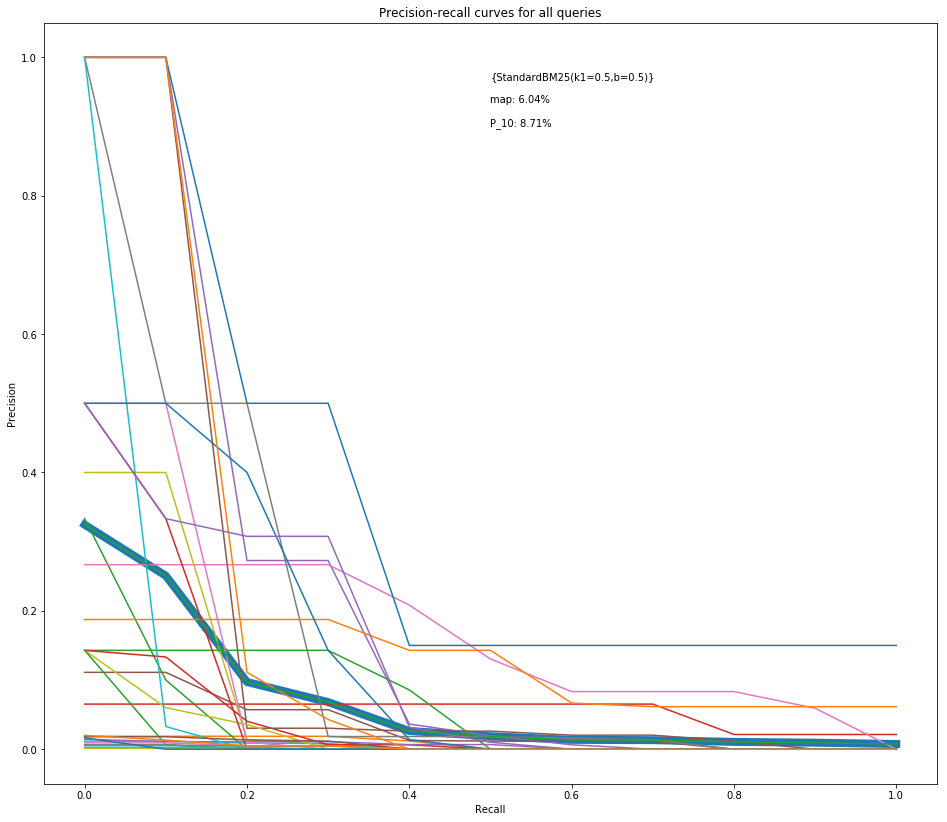 Precision-recall curves for all queries
1.0
{StandardBM25(k1=0.5,b=0.5)}
map: 6.04%
P_10: 8.71%
0.8
0.6
Precision
0.4
0.2
0.0
0.0 0.2 0.4 0.6 0.8 1.0
Recall